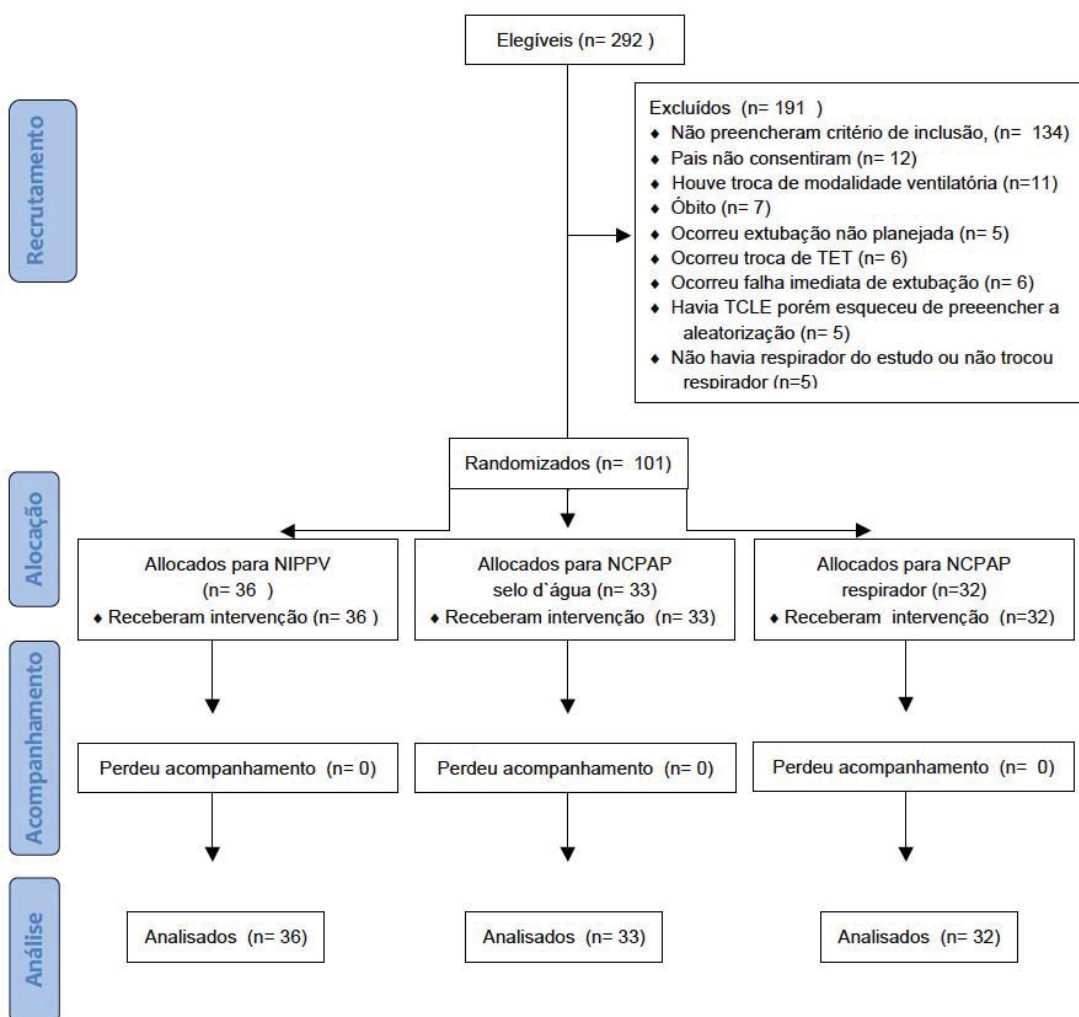 Elegíveis (n= 292 )
Recrutamento
Excluídos (n= 191 )
♦ Não preencheram critério de inclusão, (n= 134)
♦ Pais não consentiram (n= 12)
♦ Houve troca de modalidade ventilatória (n=11)
♦ Óbito (n= 7)
♦ Ocorreu extubação não planejada (n= 5)
♦ Ocorreu troca de TET (n= 6)
♦ Ocorreu falha imediata de extubação (n= 6)
♦ Havia TCLE porém esqueceu de preeencher a
aleatorização (n= 5)
♦ Não havia respirador do estudo ou não trocou
respirador (n=5)
Randomizados (n= 101)
Alocação
Allocados para NIPPV
(n= 36 )
♦ Receberam intervenção (n= 36 )
Allocados para NCPAP
selo d`água (n= 33)
♦ Receberam intervenção (n= 33)
Allocados para NCPAP
respirador (n=32)
♦ Receberam intervenção (n=32)
Acompanhamento
Perdeu acompanhamento (n= 0)
Perdeu acompanhamento (n= 0)
Perdeu acompanhamento (n= 0)
Análise
Analisados (n= 36)
Analisados (n= 33)
Analisados (n= 32)